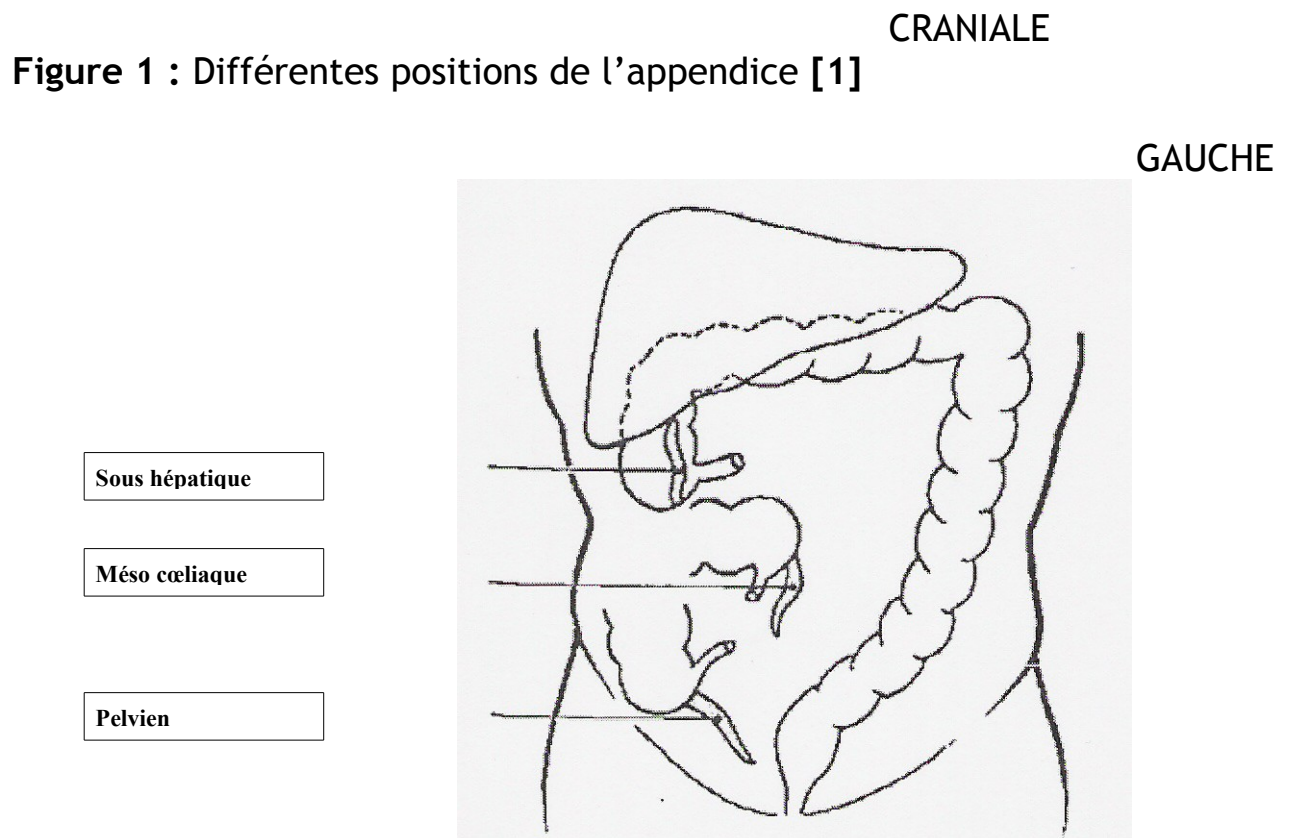 CRANIALE
Figure 1 : Différentes positions de l’appendice [1]
GAUCHE
Sous hépatique
Méso cœliaque
Pelvien